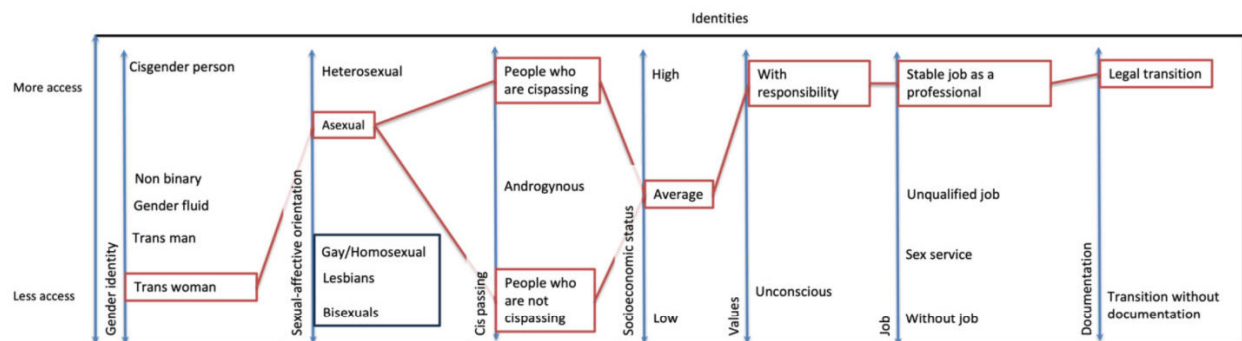 Identities
More access
Less access
Gender identity
Cisgender person
Non binary
Gender fluid
Trans man
Trans woman
Sexual-affective orientation
Heterosexual
Asexual
Gay/Homosexual
Lesbians
Bisexuals
Cis passing
People who
are cispassing
Androgynous
People who
are not
cispassing
Socioeconomic status
High
Average
Low
Values
With
responsibility
Unconscious
Job
Stable job as a
professional
Unqualified job
Sex service
Without job
Documentation
Legal transition
Transition without
documentation